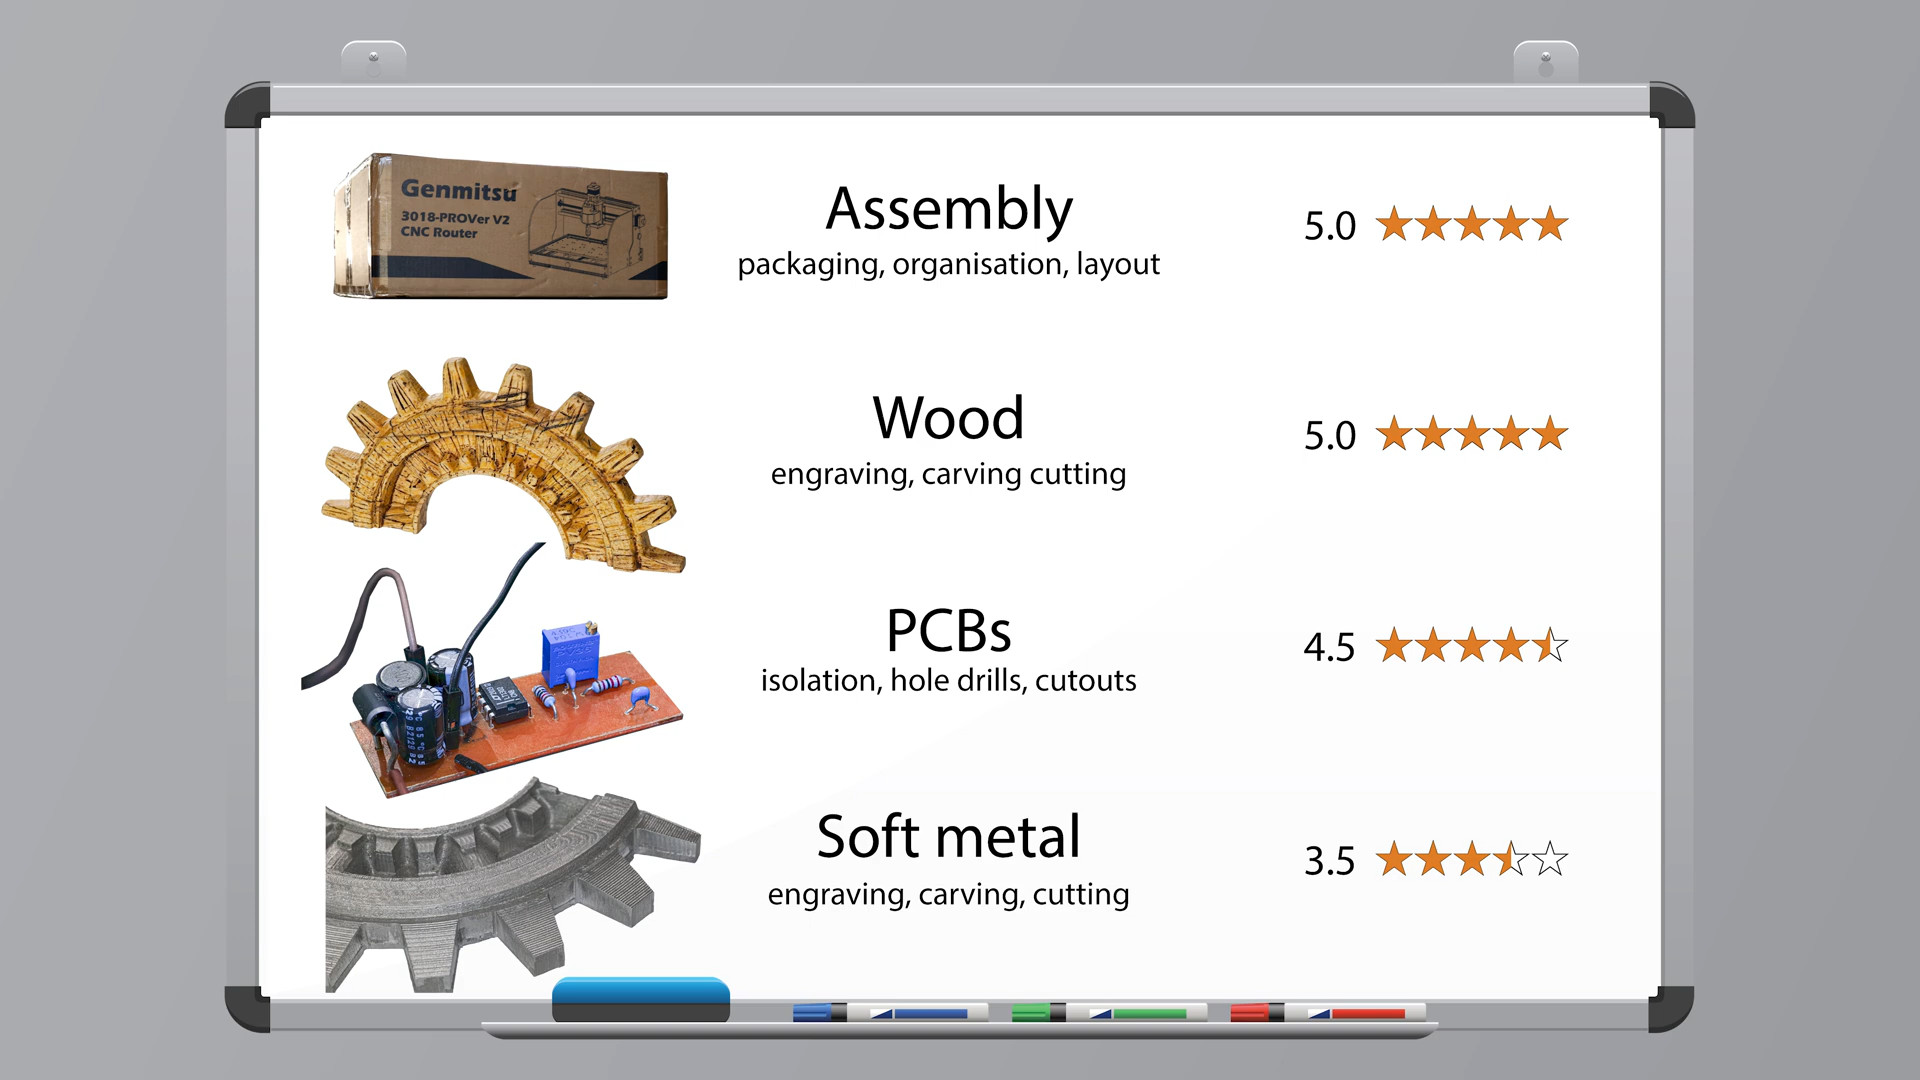 Genmitsu
3018-PROVer V2
CNC Router
Assembly
packaging, organisation, layout
5.0
Wood
engraving, carving cutting
5.0
PCBs
isolation, hole drills, cutouts
4.5
Soft metal
engraving, carving, cutting
3.5